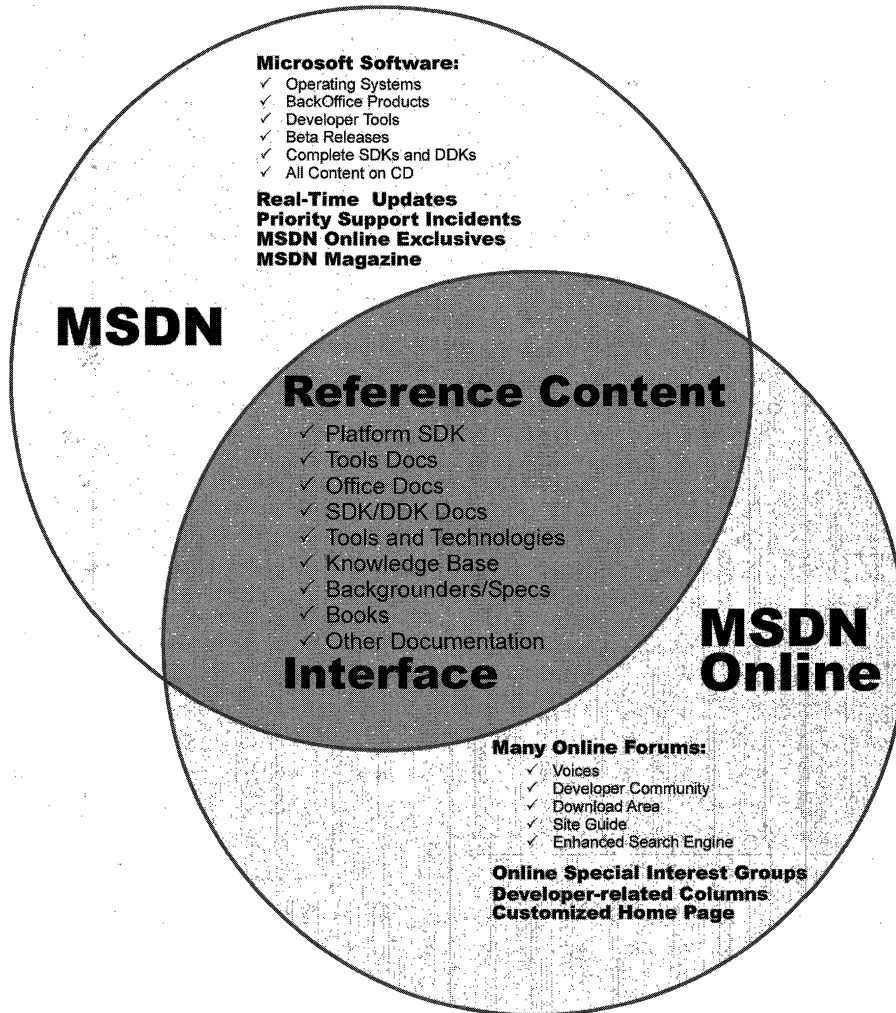 Microsoft Software:
✓ Operating Systems
✓ BackOffice Products
✓ Developer Tools
✓ Beta Releases
✓ Complete SDKs and DDKs
✓ All Content on CD
Real-Time Updates
Priority Support Incidents
MSDN Online Exclusives
MSDN Magazine
MSDN
Reference Content
✓ Platform SDK
✓ Tools Docs
✓ Office Docs
✓ SDK/DDK Docs
✓ Tools and Technologies
✓ Knowledge Base
✓ Backgrounders/Specs
✓ Books
✓ Other Documentation
Interface
MSDN
Online
Many Online Forums:
✓ Voices
✓ Developer Community
✓ Download Area
✓ Site Guide
✓ Enhanced Search Engine
Online Special Interest Groups
Developer-related Columns
Customized Home Page